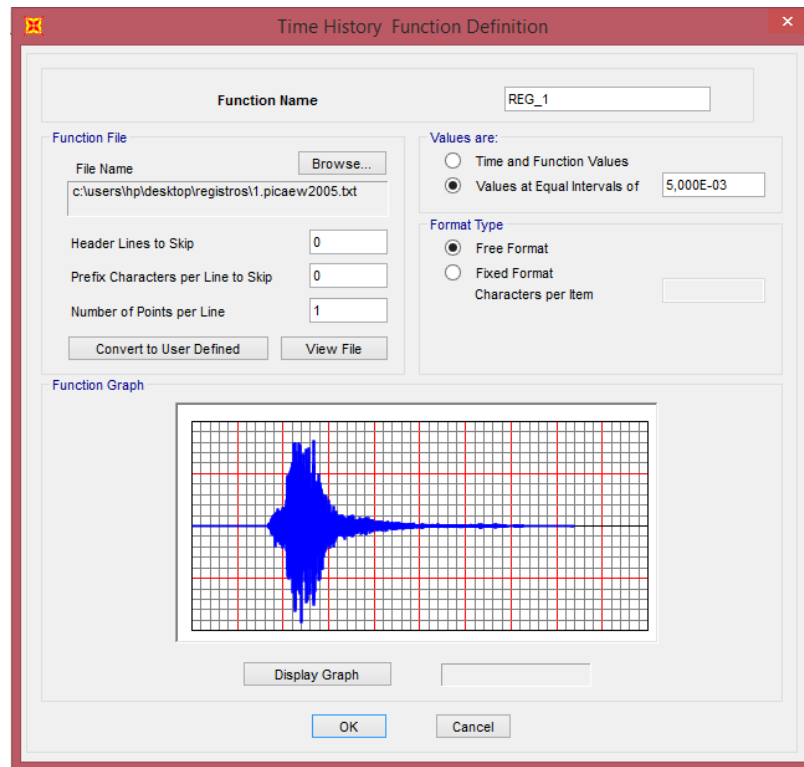 Time History Function Definition
Function Name
REG_1
Function File
File Name
Browse...
c:\users\hp\desktop\registros\1.picaew2005.txt
Header Lines to Skip
0
Prefix Characters per Line to Skip
0
Number of Points per Line
1
Convert to User Defined
View File
Values are:
Time and Function Values
Values at Equal Intervals of
5,000E-03
Format Type
Free Format
Fixed Format
Characters per Item
Function Graph
Display Graph
OK
Cancel